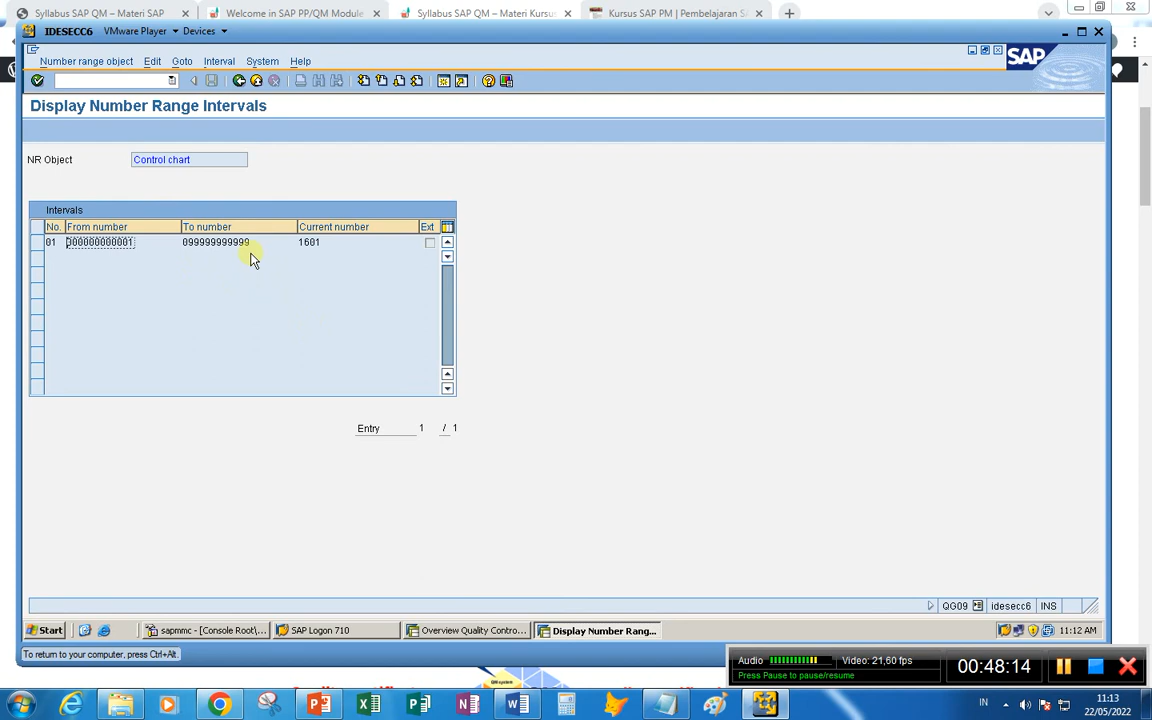 Syllabus SAP QM – Materi SAP
Welcome in SAP PP/QM Module
Syllabus SAP QM – Materi Kursus
Kursus SAP PM | Pembelajaran SA
IDESECC6 VMware Player Devices
Number range object Edit Goto Interval System Help
SAP
Display Number Range Intervals
NR Object Control chart
Intervals
No. From number To number Current number Ext
01 000000000001 099999999999 1601
Entry 1 / 1
QG09 idesecc6 INS
Start sapmmc - [Console Root\... SAP Logon 710 Overview Quality Contro... Display Number Rang... 11:12 AM
To return to your computer, press Ctrl+Alt.
Audio Video: 21,60 fps 00:48:14
Press Pause to pause/resume
QM-system
IN 11:13
22/05/2022